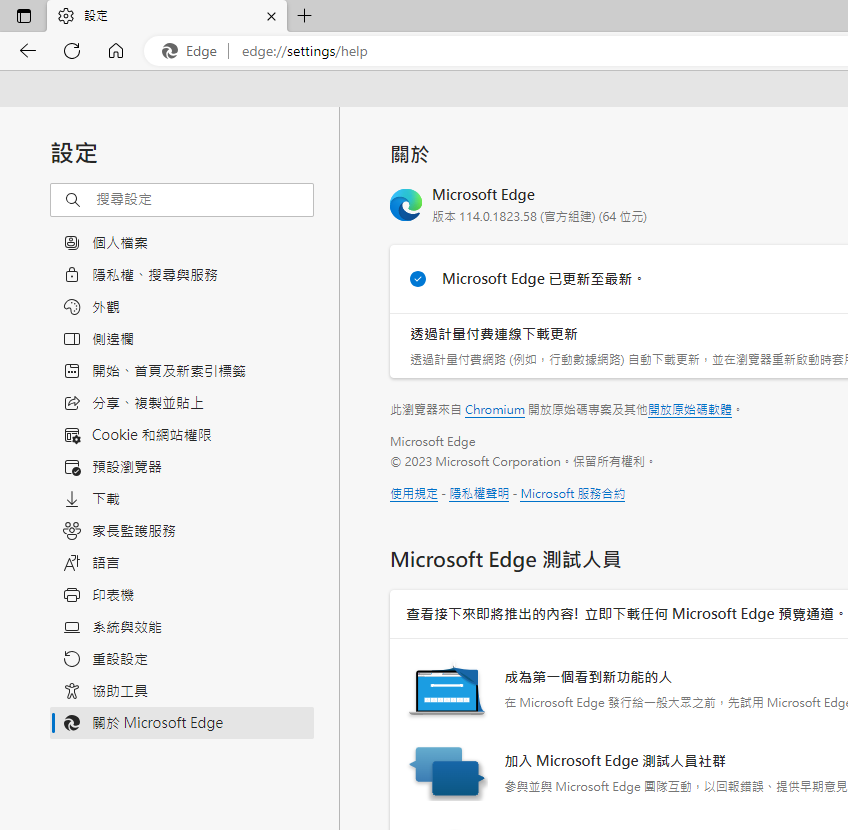 設定
Edge
edge://settings/help
設定
搜尋設定
個人檔案
隱私權、搜尋與服務
外觀
側邊欄
開始、首頁及新索引標籤
分享、複製並貼上
Cookie 和網站權限
預設瀏覽器
下載
家長監護服務
語言
印表機
系統與效能
重設設定
協助工具
關於 Microsoft Edge
關於
Microsoft Edge
版本 114.0.1823.58 (官方組建) (64 位元)
Microsoft Edge 已更新至最新。
透過計量付費連線下載更新
透過計量付費網路 (例如，行動數據網路) 自動下載更新，並在瀏覽器重新啟動時套用
此瀏覽器來自 Chromium 開放原始碼專案及其他開放原始碼軟體。
Microsoft Edge
© 2023 Microsoft Corporation。保留所有權利。
使用規定 - 隱私權聲明 - Microsoft 服務合約
Microsoft Edge 測試人員
查看接下來即將推出的內容! 立即下載任何 Microsoft Edge 預覽通道。
成為第一個看到新功能的人
在 Microsoft Edge 發行給一般大眾之前，先試用 Microsoft Edge
加入 Microsoft Edge 測試人員社群
參與並與 Microsoft Edge 團隊互動，以回報錯誤、提供早期意見